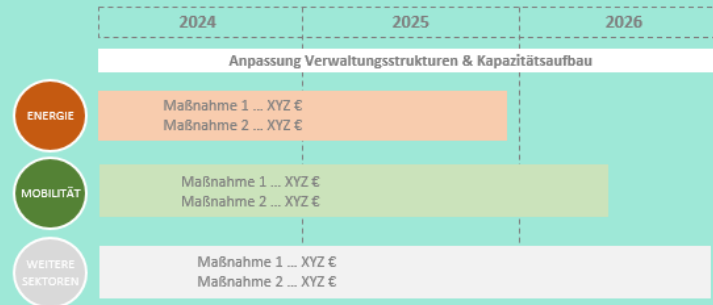 2024 2025 2026
Anpassung Verwaltungsstrukturen & Kapazitätsaufbau
ENERGIE
Maßnahme 1 ... XYZ €
Maßnahme 2 ... XYZ €
MOBILITÄT
Maßnahme 1 ... XYZ €
Maßnahme 2 ... XYZ €
WEITERE
SEKTOREN
Maßnahme 1 ... XYZ €
Maßnahme 2 ... XYZ €